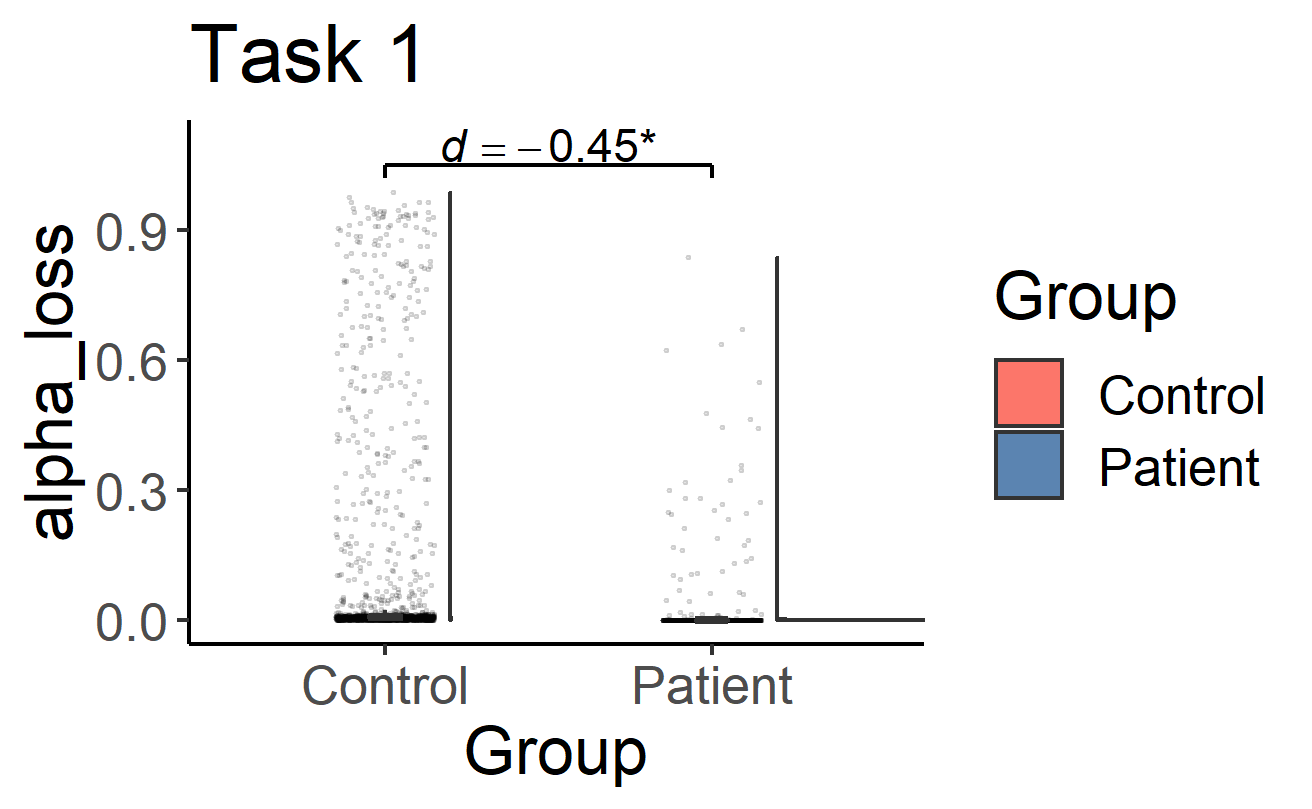 Task 1
d = −0.45*
alpha_loss
0.9
0.6
0.3
0.0
Control
Patient
Group
Group
Control
Patient